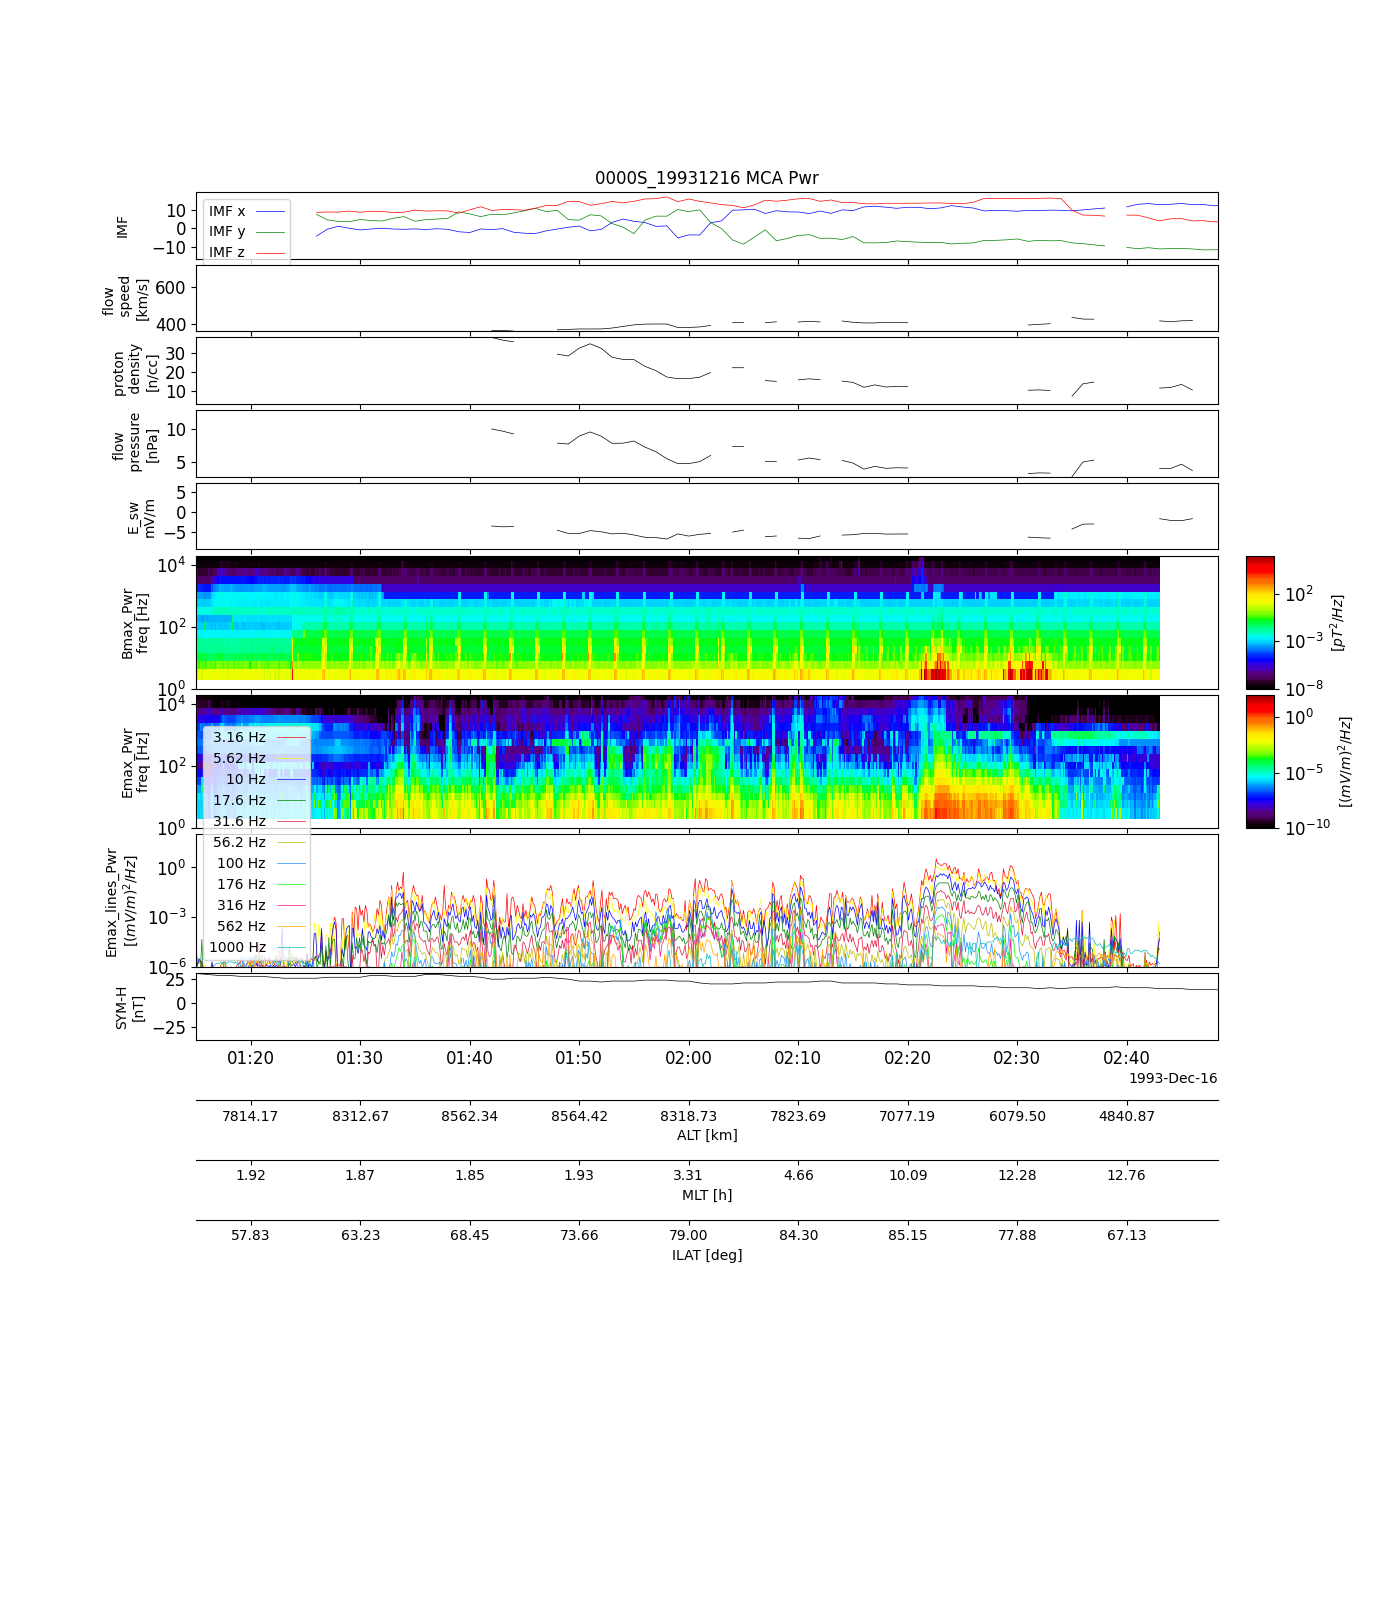 0000S_19931216 MCA Pwr
IMF
10
0
−10
IMF x
IMF y
IMF z
flow
speed
[km/s]
600
400
proton
density
[n/cc]
30
20
10
flow
pressure
[nPa]
10
5
E_sw
mV/m
5
0
−5
Bmax_Pwr
freq [Hz]
10^4
10^2
10^0
10^2
10^-3
10^-8
[pT^2/Hz]
Emax_Pwr
freq [Hz]
10^4
10^2
10^0
10^0
10^-5
10^-10
[(mV/m)^2/Hz]
3.16 Hz
5.62 Hz
10 Hz
17.6 Hz
31.6 Hz
56.2 Hz
100 Hz
176 Hz
316 Hz
562 Hz
1000 Hz
Emax_lines_Pwr
[(mV/m)^2/Hz]
10^0
10^-3
10^-6
SYM-H
[nT]
25
0
−25
01:20 01:30 01:40 01:50 02:00 02:10 02:20 02:30 02:40
1993-Dec-16
7814.17 8312.67 8562.34 8564.42 8318.73 7823.69 7077.19 6079.50 4840.87
ALT [km]
1.92 1.87 1.85 1.93 3.31 4.66 10.09 12.28 12.76
MLT [h]
57.83 63.23 68.45 73.66 79.00 84.30 85.15 77.88 67.13
ILAT [deg]